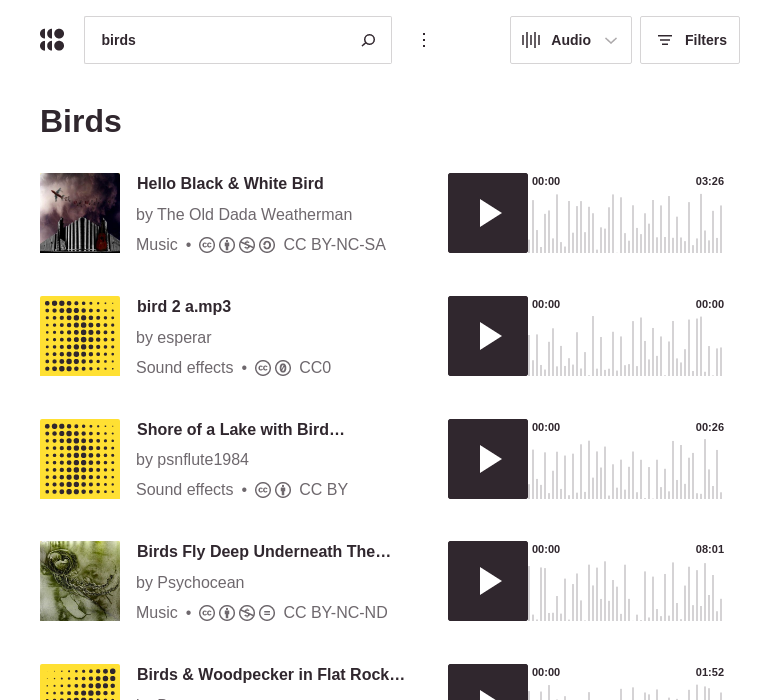 birds
Audio
Filters
Birds
Hello Black & White Bird
by The Old Dada Weatherman
Music • CC BY-NC-SA
00:00 03:26
bird 2 a.mp3
by esperar
Sound effects • CC0
00:00 00:00
Shore of a Lake with Bird…
by psnflute1984
Sound effects • CC BY
00:00 00:26
Birds Fly Deep Underneath The…
by Psychocean
Music • CC BY-NC-ND
00:00 08:01
Birds & Woodpecker in Flat Rock…
00:00 01:52